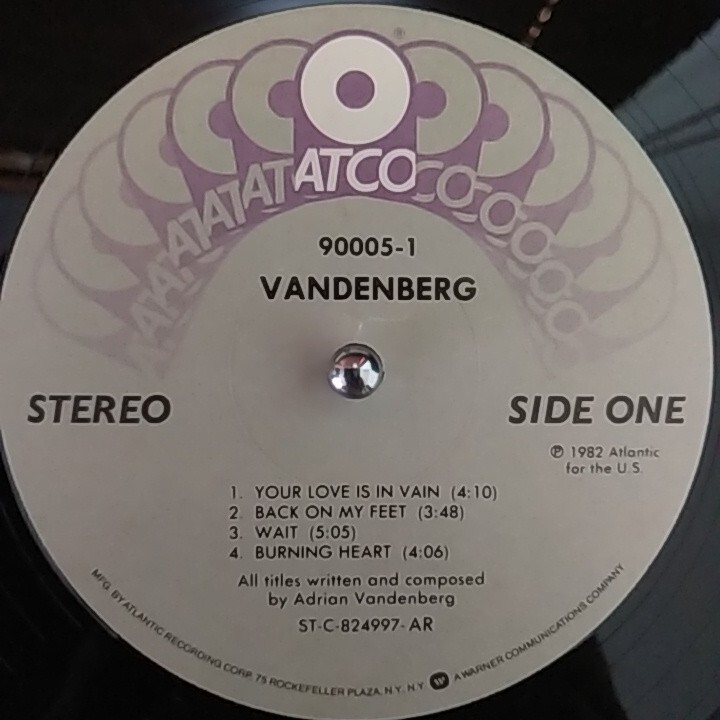 ®
ATATATATATCOCOCOCOCO
90005-1
VANDENBERG
STEREO
SIDE ONE
℗ 1982 Atlantic
for the U.S.
1. YOUR LOVE IS IN VAIN (4:10)
2. BACK ON MY FEET (3:48)
3. WAIT (5:05)
4. BURNING HEART (4:06)
All titles written and composed
by Adrian Vandenberg
ST-C-824997-AR
MFG. BY ATLANTIC RECORDING CORP. 75 ROCKEFELLER PLAZA, N.Y., N.Y. A WARNER COMMUNICATIONS COMPANY